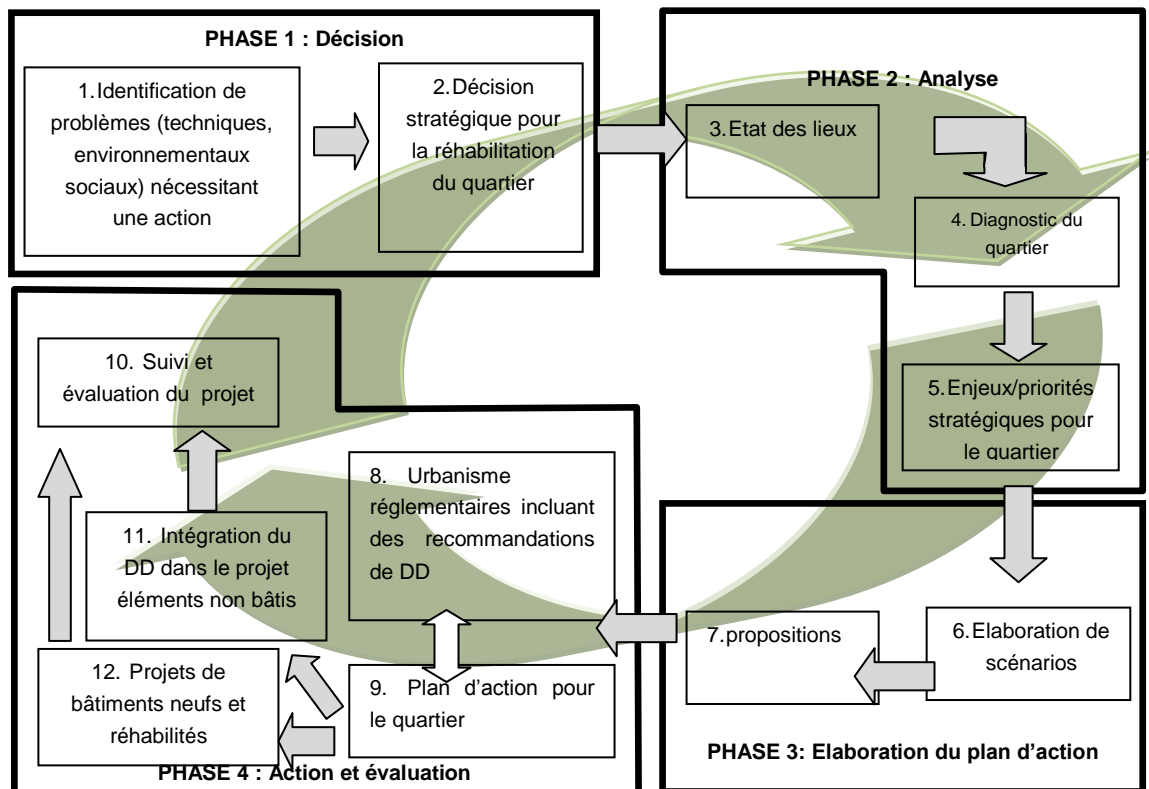 PHASE 1 : Décision
1.Identification de
problèmes (techniques,
environnementaux
sociaux) nécessitant
une action
2.Décision
stratégique pour
la réhabilitation
du quartier
PHASE 2 : Analyse
3.Etat des lieux
4. Diagnostic du
quartier
5.Enjeux/priorités
stratégiques pour
le quartier
6.Elaboration de
scénarios
7.propositions
PHASE 3: Elaboration du plan d'action
8. Urbanisme
réglementaires incluant
des recommandations
de DD
9. Plan d'action pour
le quartier
10. Suivi et
évaluation du projet
11. Intégration du
DD dans le projet
éléments non bâtis
12. Projets de
bâtiments neufs et
réhabilités
PHASE 4 : Action et évaluation